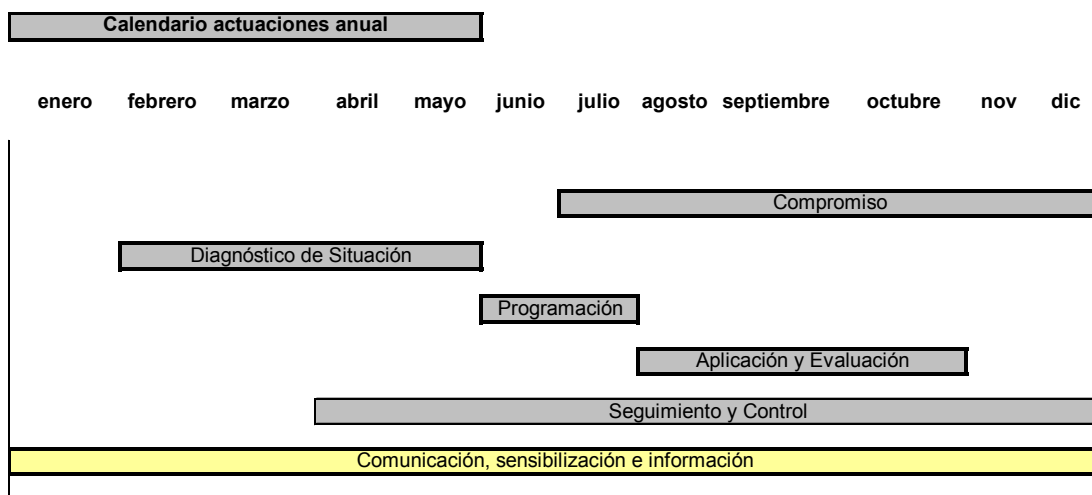 Calendario actuaciones anual
enero febrero marzo abril mayo junio julio agosto septiembre octubre nov dic
Compromiso
Diagnóstico de Situación
Programación
Aplicación y Evaluación
Seguimiento y Control
Comunicación, sensibilización e información